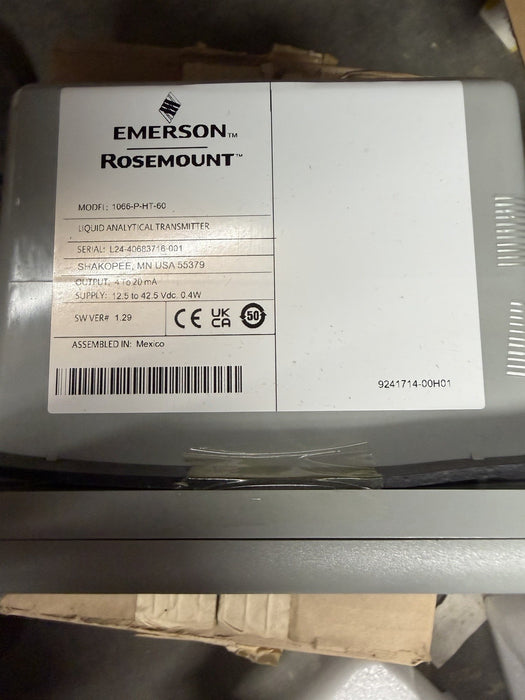 EMERSON™
ROSEMOUNT™
MODEL: 1066-P-HT-60
LIQUID ANALYTICAL TRANSMITTER
SERIAL: L24-40683716-001
SHAKOPEE, MN USA 55379
OUTPUT: 4 To 20 mA
SUPPLY: 12.5 to 42.5 Vdc 0.4W
SW VER# 1.29
CE UK CA 50
ASSEMBLED IN: Mexico
9241714-00H01